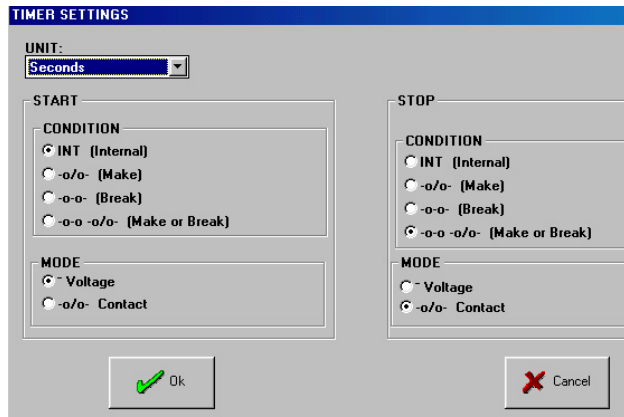 TIMER SETTINGS
UNIT:
Seconds
START
CONDITION
INT (Internal)
-o/o- (Make)
-o-o- (Break)
-o-o -o/o- (Make or Break)
MODE
¯ Voltage
-o/o- Contact
STOP
CONDITION
INT (Internal)
-o/o- (Make)
-o-o- (Break)
-o-o -o/o- (Make or Break)
MODE
¯ Voltage
-o/o- Contact
Ok
Cancel